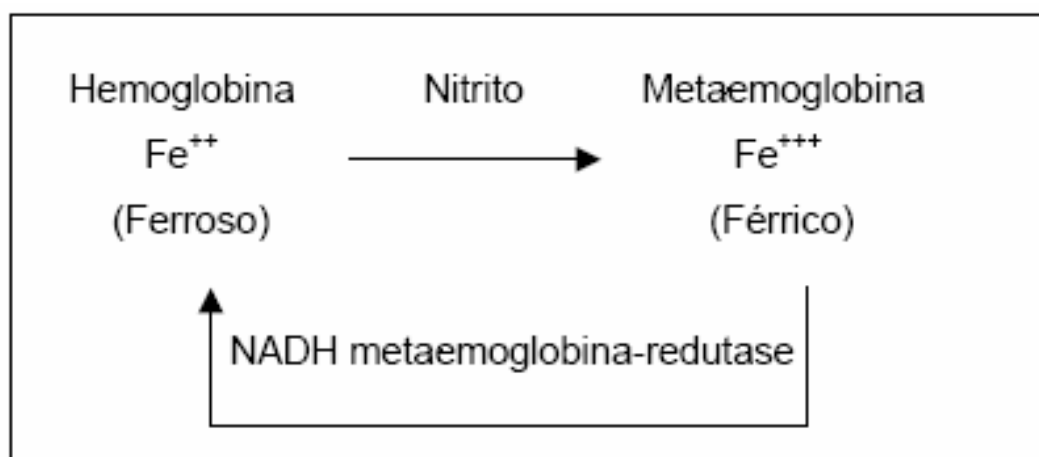 Hemoglobina Nitrito Metaemoglobina
Fe⁺⁺ Fe⁺⁺⁺
(Ferroso) (Férrico)
NADH metaemoglobina-redutase